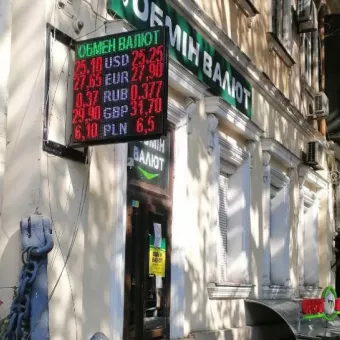 ОБМІН ВАЛЮТ
ОБМЕН ВАЛЮТ
25,10 USD 25,25
27,65 EUR 27,90
0,37 RUB 0,377
29,90 GBP 31,70
6,10 PLN 6,5
ВАЛЮТ